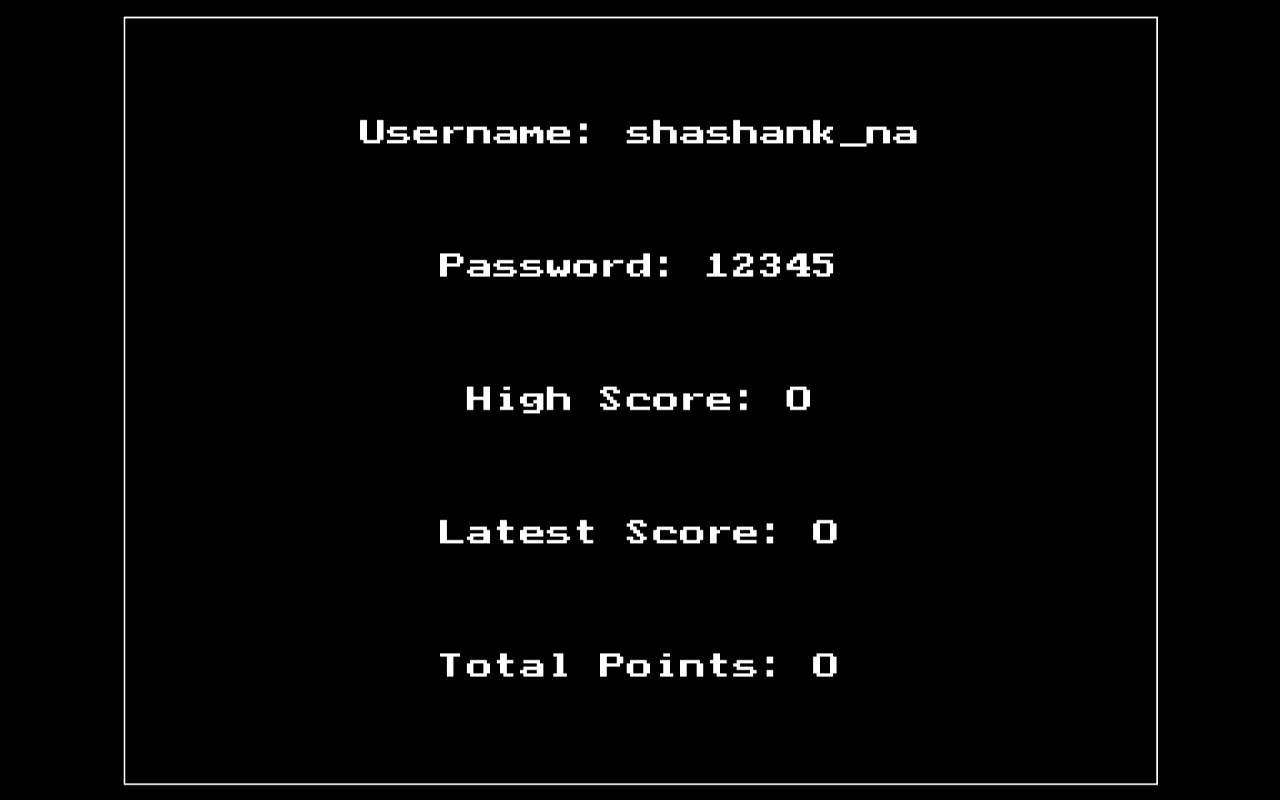 Username: shashank_na
Password: 12345
High Score: 0
Latest Score: 0
Total Points: 0